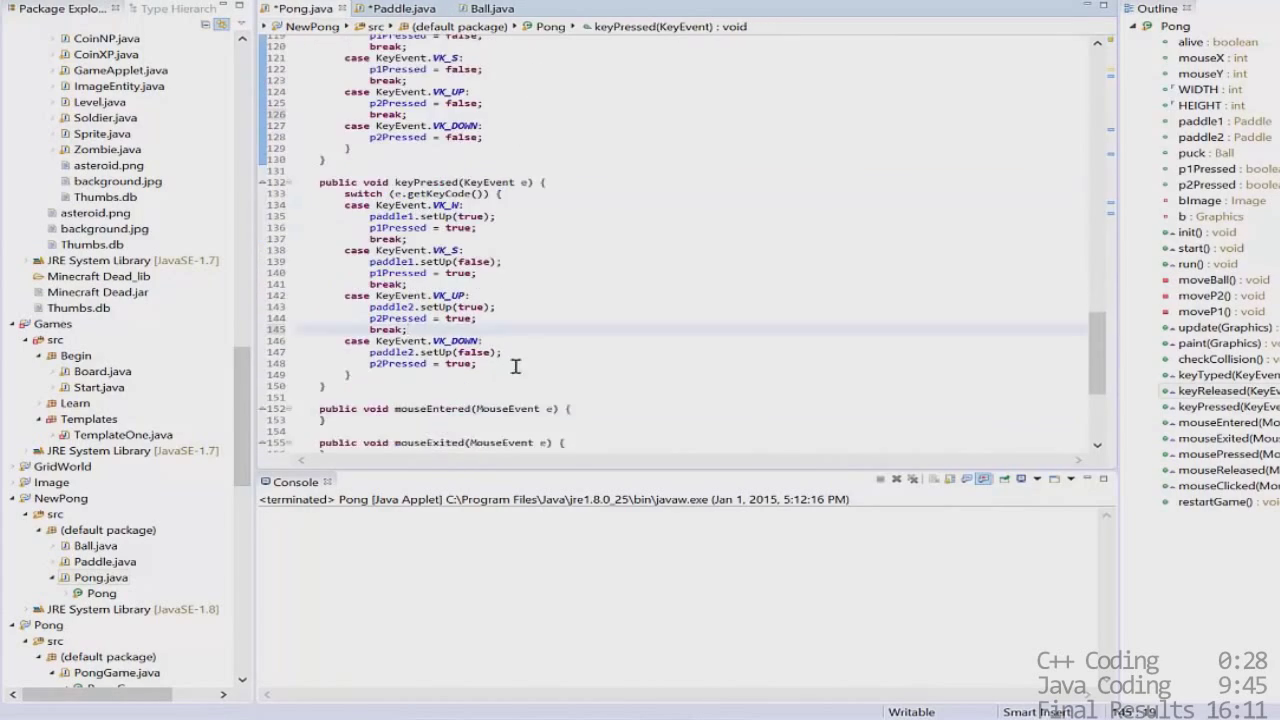 Package Explo...
Type Hierarch
CoinNP.java
CoinXP.java
GameApplet.java
ImageEntity.java
Level.java
Soldier.java
Sprite.java
Zombie.java
asteroid.png
background.jpg
Thumbs.db
asteroid.png
background.jpg
Thumbs.db
JRE System Library [JavaSE-1.7]
Minecraft Dead_lib
Minecraft Dead.jar
Thumbs.db
Games
src
Begin
Board.java
Start.java
Learn
Templates
TemplateOne.java
JRE System Library [JavaSE-1.7]
GridWorld
Image
NewPong
src
(default package)
Ball.java
Paddle.java
Pong.java
Pong
JRE System Library [JavaSE-1.8]
Pong
src
(default package)
PongGame.java
*Pong.java *Paddle.java Ball.java
NewPong src (default package) Pong keyPressed(KeyEvent) : void
119 p1Pressed = false;
120 break;
121 case KeyEvent.VK_S:
122 p1Pressed = false;
123 break;
124 case KeyEvent.VK_UP:
125 p2Pressed = false;
126 break;
127 case KeyEvent.VK_DOWN:
128 p2Pressed = false;
129 }
130 }
132 public void keyPressed(KeyEvent e) {
133 switch (e.getKeyCode()) {
134 case KeyEvent.VK_W:
135 paddle1.setUp(true);
136 p1Pressed = true;
137 break;
138 case KeyEvent.VK_S:
139 paddle1.setUp(false);
140 p1Pressed = true;
141 break;
142 case KeyEvent.VK_UP:
143 paddle2.setUp(true);
144 p2Pressed = true;
145 break;
146 case KeyEvent.VK_DOWN:
147 paddle2.setUp(false);
148 p2Pressed = true;
149 }
150 }
151
152 public void mouseEntered(MouseEvent e) {
153 }
154
155 public void mouseExited(MouseEvent e) {
Console
<terminated> Pong [Java Applet] C:\Program Files\Java\jre1.8.0_25\bin\javaw.exe (Jan 1, 2015, 5:12:16 PM)
Outline
Pong
alive : boolean
mouseX : int
mouseY : int
WIDTH : int
HEIGHT : int
paddle1 : Paddle
paddle2 : Paddle
puck : Ball
p1Pressed : boolean
p2Pressed : boolean
bImage : Image
b : Graphics
init() : void
start() : void
run() : void
moveBall() : void
moveP2() : void
moveP1() : void
update(Graphics)
paint(Graphics) :
checkCollision() :
keyTyped(KeyEven
keyReleased(KeyEv
keyPressed(KeyEve
mouseEntered(Mo
mouseExited(Mou
mousePressed(Mo
mouseReleased(Mo
mouseClicked(Mou
restartGame() : voi
C++ Coding 0:28
Java Coding 9:45
Final Results 16:11
Writable Smart Insert